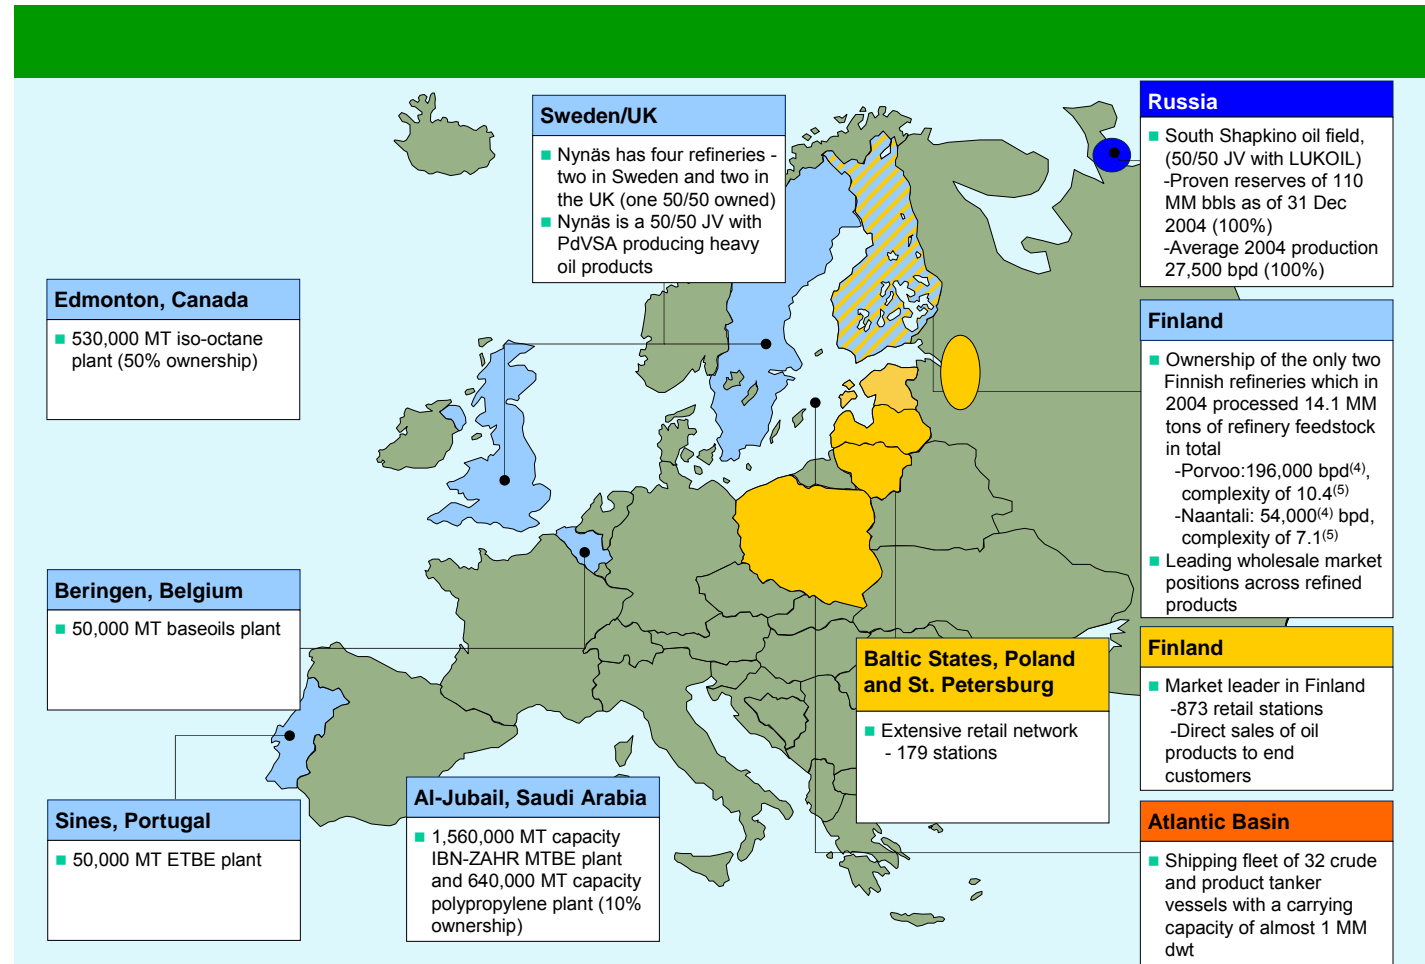 Sweden/UK
■ Nynäs has four refineries -
two in Sweden and two in
the UK (one 50/50 owned)
■ Nynäs is a 50/50 JV with
PdVSA producing heavy
oil products
Russia
■ South Shapkino oil field,
(50/50 JV with LUKOIL)
-Proven reserves of 110
MM bbls as of 31 Dec
2004 (100%)
-Average 2004 production
27,500 bpd (100%)
Edmonton, Canada
■ 530,000 MT iso-octane
plant (50% ownership)
Finland
■ Ownership of the only two
Finnish refineries which in
2004 processed 14.1 MM
tons of refinery feedstock
in total
-Porvoo:196,000 bpd(4),
complexity of 10.4(5)
-Naantali: 54,000(4) bpd,
complexity of 7.1(5)
■ Leading wholesale market
positions across refined
products
Beringen, Belgium
■ 50,000 MT baseoils plant
Baltic States, Poland
and St. Petersburg
■ Extensive retail network
- 179 stations
Finland
■ Market leader in Finland
-873 retail stations
-Direct sales of oil
products to end
customers
Sines, Portugal
■ 50,000 MT ETBE plant
Al-Jubail, Saudi Arabia
■ 1,560,000 MT capacity
IBN-ZAHR MTBE plant
and 640,000 MT capacity
polypropylene plant (10%
ownership)
Atlantic Basin
■ Shipping fleet of 32 crude
and product tanker
vessels with a carrying
capacity of almost 1 MM
dwt